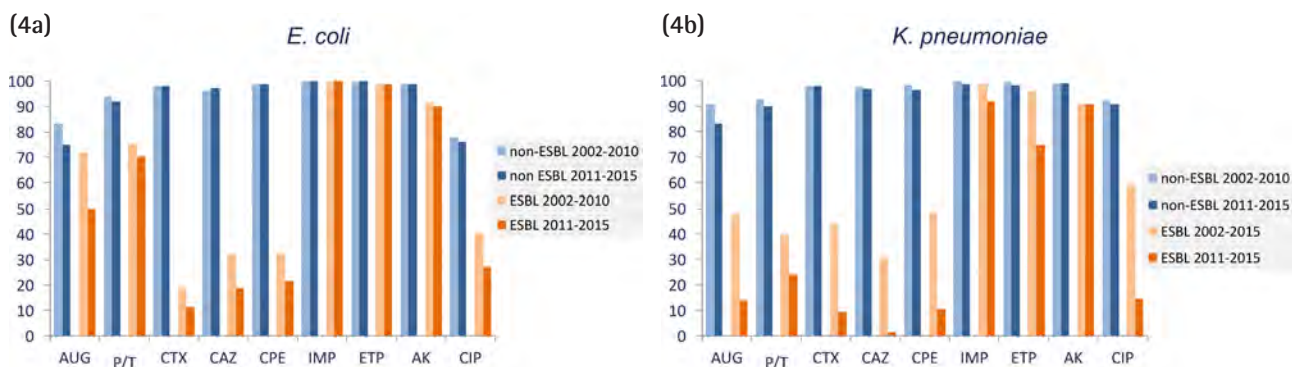 (4a)
E. coli
100
90
80
70
60
50
40
30
20
10
0
AUG P/T CTX CAZ CPE IMP ETP AK CIP
non-ESBL 2002-2010
non ESBL 2011-2015
ESBL 2002-2010
ESBL 2011-2015
(4b)
K. pneumoniae
100
90
80
70
60
50
40
30
20
10
0
AUG P/T CTX CAZ CPE IMP ETP AK CIP
non-ESBL 2002-2010
non-ESBL 2011-2015
ESBL 2002-2015
ESBL 2011-2015